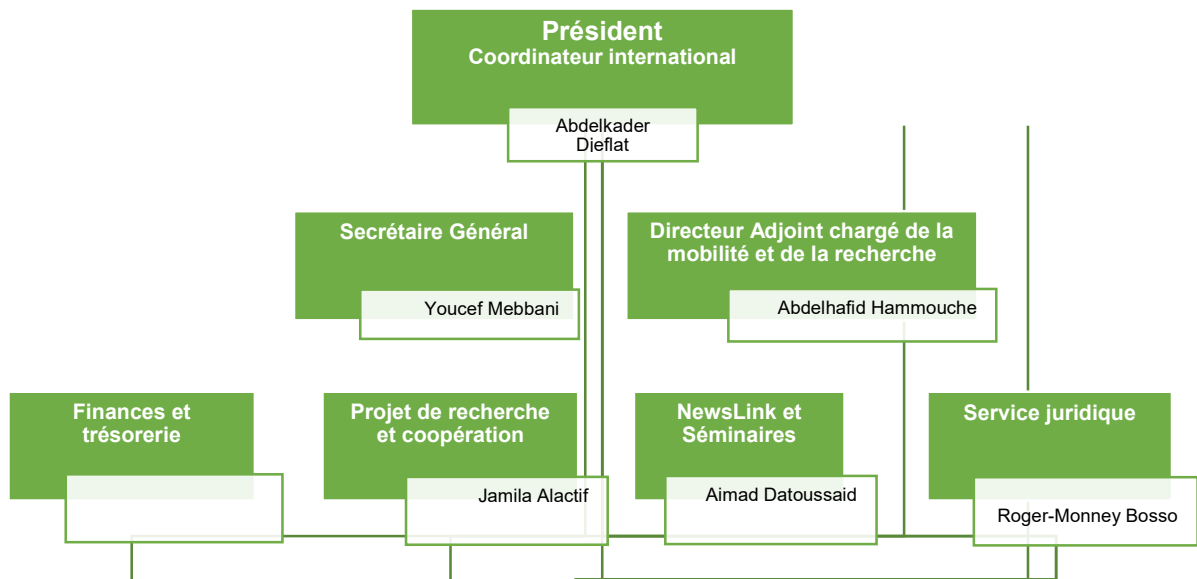 Président
Coordinateur international
Abdelkader
Djeflat
Secrétaire Général
Youcef Mebbani
Directeur Adjoint chargé de la
mobilité et de la recherche
Abdelhafid Hammouche
Finances et
trésorerie
Projet de recherche
et coopération
Jamila Alactif
NewsLink et
Séminaires
Aimad Datoussaid
Service juridique
Roger-Monney Bosso